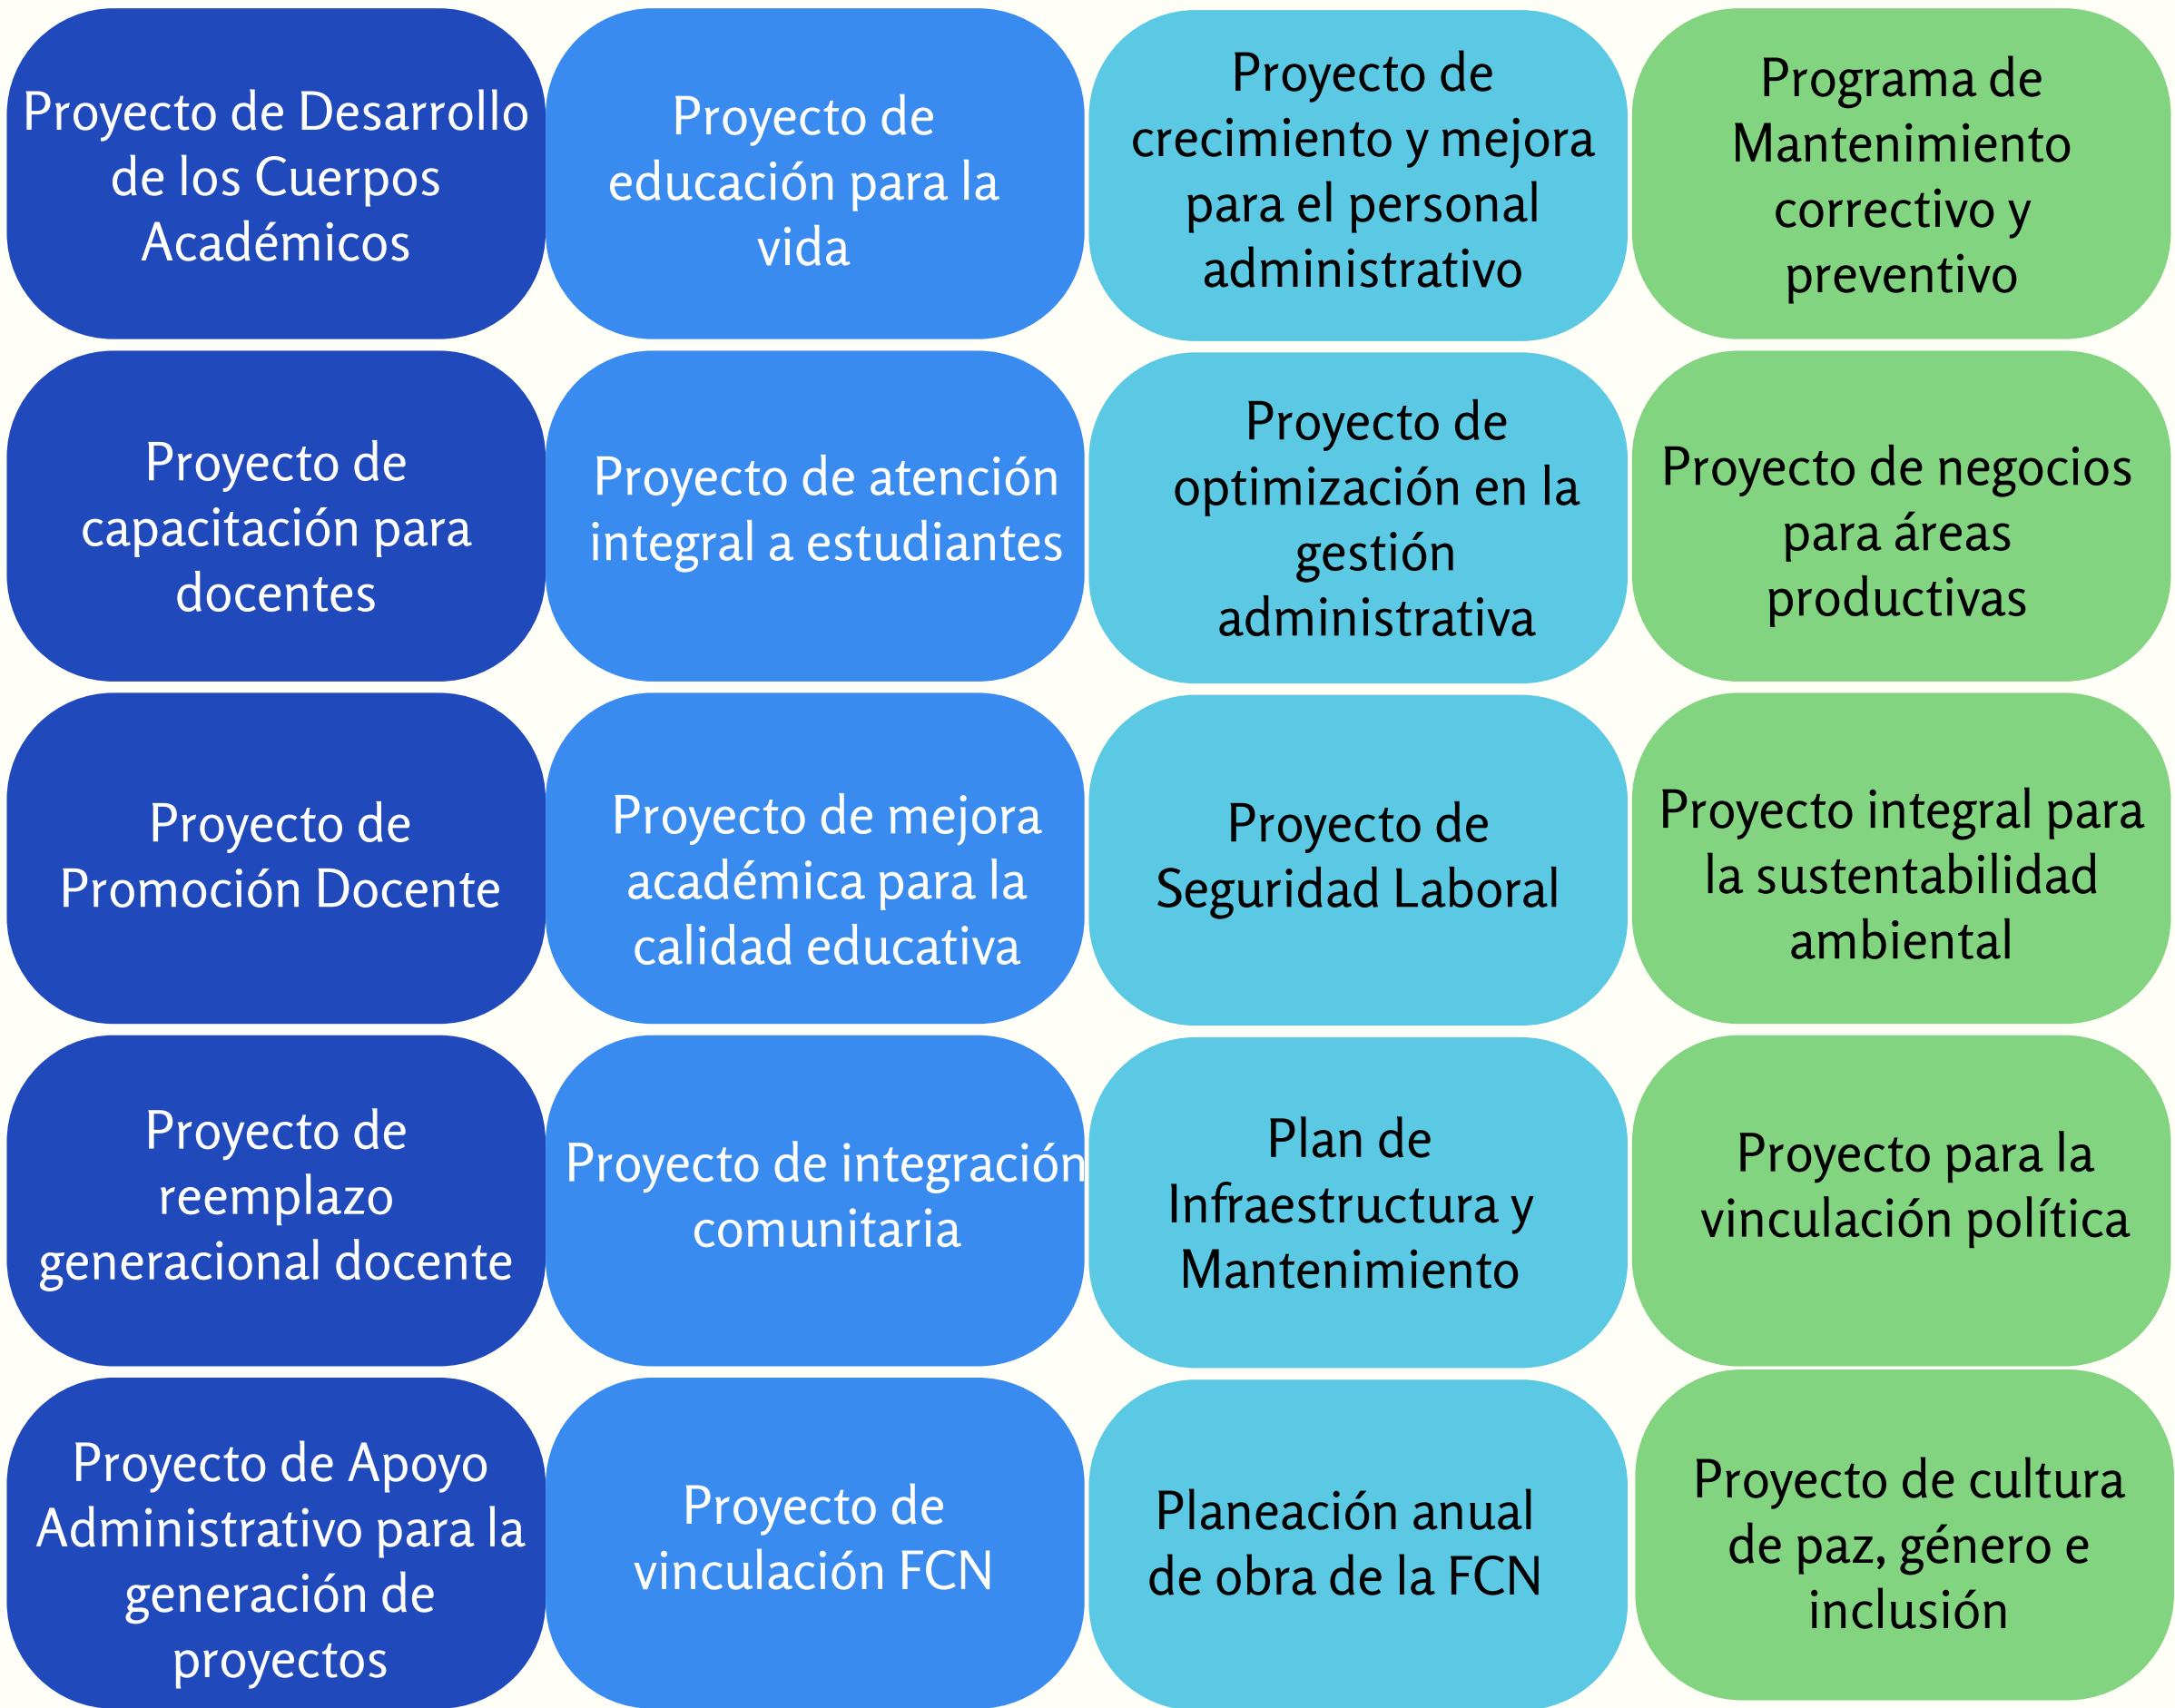 Proyecto de Desarrollo
de los Cuerpos
Académicos
Proyecto de
educación para la
vida
Proyecto de
crecimiento y mejora
para el personal
administrativo
Programa de
Mantenimiento
correctivo y
preventivo
Proyecto de
capacitación para
docentes
Proyecto de atención
integral a estudiantes
Proyecto de
optimización en la
gestión
administrativa
Proyecto de negocios
para áreas
productivas
Proyecto de
Promoción Docente
Proyecto de mejora
académica para la
calidad educativa
Proyecto de
Seguridad Laboral
Proyecto integral para
la sustentabilidad
ambiental
Proyecto de
reemplazo
generacional docente
Proyecto de integración
comunitaria
Plan de
Infraestructura y
Mantenimiento
Proyecto para la
vinculación política
Proyecto de Apoyo
Administrativo para la
generación de
proyectos
Proyecto de
vinculación FCN
Planeación anual
de obra de la FCN
Proyecto de cultura
de paz, género e
inclusión